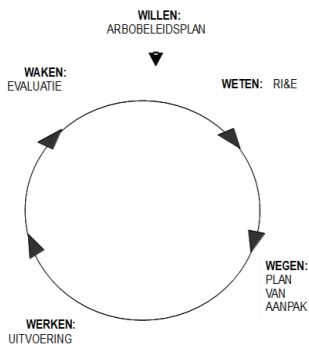 WILLEN:
ARBOBELEIDSPLAN
WAKEN:
EVALUATIE
WETEN: RI&E
WEGEN:
PLAN
VAN
AANPAK
WERKEN:
UITVOERING